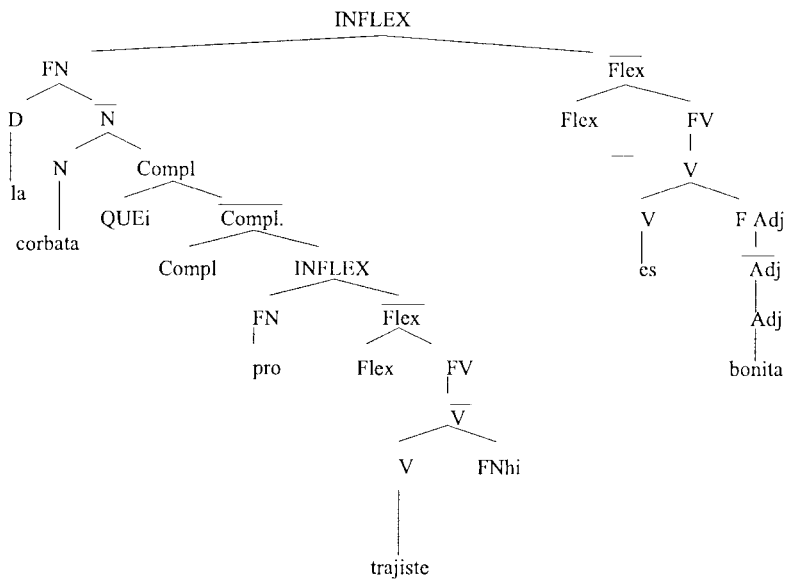 INFLEX
FN Flex
D N Flex FV
N Compl V
la QUEi Compl. V F Adj
corbata Compl INFLEX es Adj
FN Flex Adj
pro Flex FV bonita
V
V FNhi
trajiste